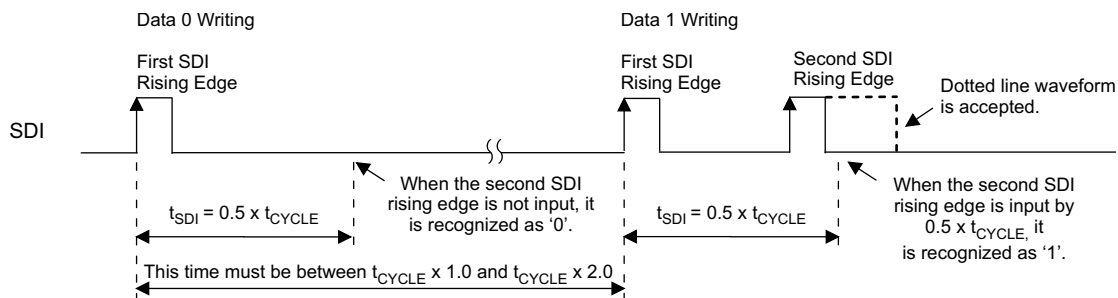 Data 0 Writing
Data 1 Writing
First SDI
Rising Edge
First SDI
Rising Edge
Second SDI
Rising Edge
Dotted line waveform
is accepted.
SDI
When the second SDI
rising edge is not input, it
is recognized as ‘0’.
When the second SDI
rising edge is input by
0.5 x tCYCLE, it
is recognized as ‘1’.
tSDI = 0.5 x tCYCLE
tSDI = 0.5 x tCYCLE
This time must be between tCYCLE x 1.0 and tCYCLE x 2.0